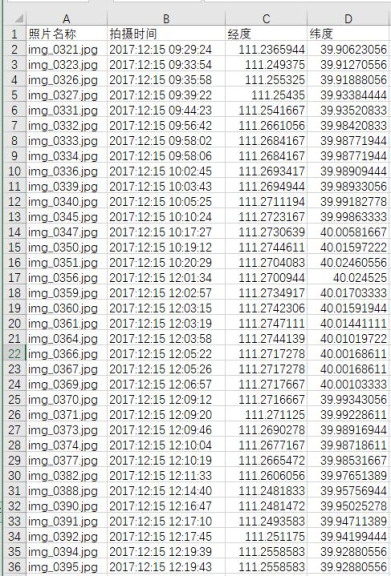 A B C D
1 照片名称 拍摄时间 经度 纬度
2 img_0321.jpg 2017:12:15 09:29:24 111.2365944 39.90623056
3 img_0323.jpg 2017:12:15 09:33:54 111.249375 39.91270556
4 img_0326.jpg 2017:12:15 09:35:58 111.255325 39.91888056
5 img_0327.jpg 2017:12:15 09:39:22 111.25435 39.93384444
6 img_0331.jpg 2017:12:15 09:44:23 111.2541667 39.93520833
7 img_0332.jpg 2017:12:15 09:56:42 111.2661056 39.98420833
8 img_0333.jpg 2017:12:15 09:58:02 111.2684167 39.98771944
9 img_0334.jpg 2017:12:15 09:58:06 111.2684167 39.98771944
10 img_0336.jpg 2017:12:15 10:02:45 111.2693417 39.98909444
11 img_0339.jpg 2017:12:15 10:03:43 111.2694944 39.98933056
12 img_0340.jpg 2017:12:15 10:05:25 111.2711194 39.99182778
13 img_0345.jpg 2017:12:15 10:10:24 111.2723167 39.99863333
14 img_0347.jpg 2017:12:15 10:17:27 111.2730639 40.00581667
15 img_0350.jpg 2017:12:15 10:19:12 111.2744611 40.01597222
16 img_0351.jpg 2017:12:15 10:20:29 111.2704083 40.02460556
17 img_0356.jpg 2017:12:15 12:01:34 111.2700944 40.024525
18 img_0359.jpg 2017:12:15 12:02:57 111.2734917 40.01703333
19 img_0360.jpg 2017:12:15 12:03:15 111.2742306 40.01591944
20 img_0361.jpg 2017:12:15 12:03:19 111.2747111 40.01441111
21 img_0364.jpg 2017:12:15 12:03:58 111.2744139 40.01019722
22 img_0366.jpg 2017:12:15 12:05:22 111.2717278 40.00168611
23 img_0367.jpg 2017:12:15 12:05:26 111.2717278 40.00168611
24 img_0369.jpg 2017:12:15 12:06:57 111.2717667 40.00103333
25 img_0370.jpg 2017:12:15 12:09:12 111.2716667 39.99343056
26 img_0371.jpg 2017:12:15 12:09:20 111.271125 39.99228611
27 img_0373.jpg 2017:12:15 12:09:46 111.2690278 39.98916944
28 img_0374.jpg 2017:12:15 12:10:04 111.2677167 39.98718611
29 img_0377.jpg 2017:12:15 12:10:19 111.2665472 39.98531667
30 img_0382.jpg 2017:12:15 12:11:33 111.2606056 39.97651389
31 img_0388.jpg 2017:12:15 12:14:40 111.2481833 39.95756944
32 img_0390.jpg 2017:12:15 12:16:47 111.2481472 39.95025278
33 img_0391.jpg 2017:12:15 12:17:10 111.2493583 39.94711389
34 img_0392.jpg 2017:12:15 12:17:45 111.251175 39.94199444
35 img_0394.jpg 2017:12:15 12:19:39 111.2558583 39.92880556
36 img_0395.jpg 2017:12:15 12:19:43 111.2558583 39.92880556